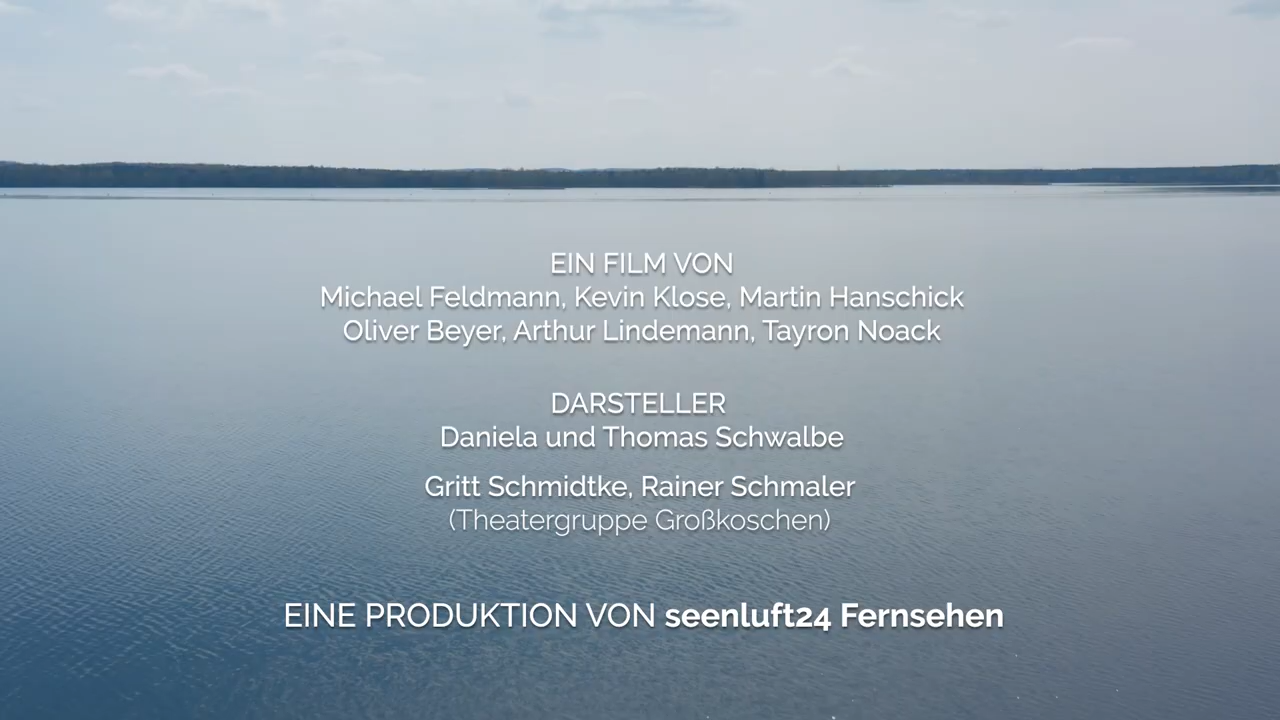 EIN FILM VON
Michael Feldmann, Kevin Klose, Martin Hanschick
Oliver Beyer, Arthur Lindemann, Tayron Noack
DARSTELLER
Daniela und Thomas Schwalbe
Gritt Schmidtke, Rainer Schmaler
(Theatergruppe Großkoschen)
EINE PRODUKTION VON seenluft24 Fernsehen